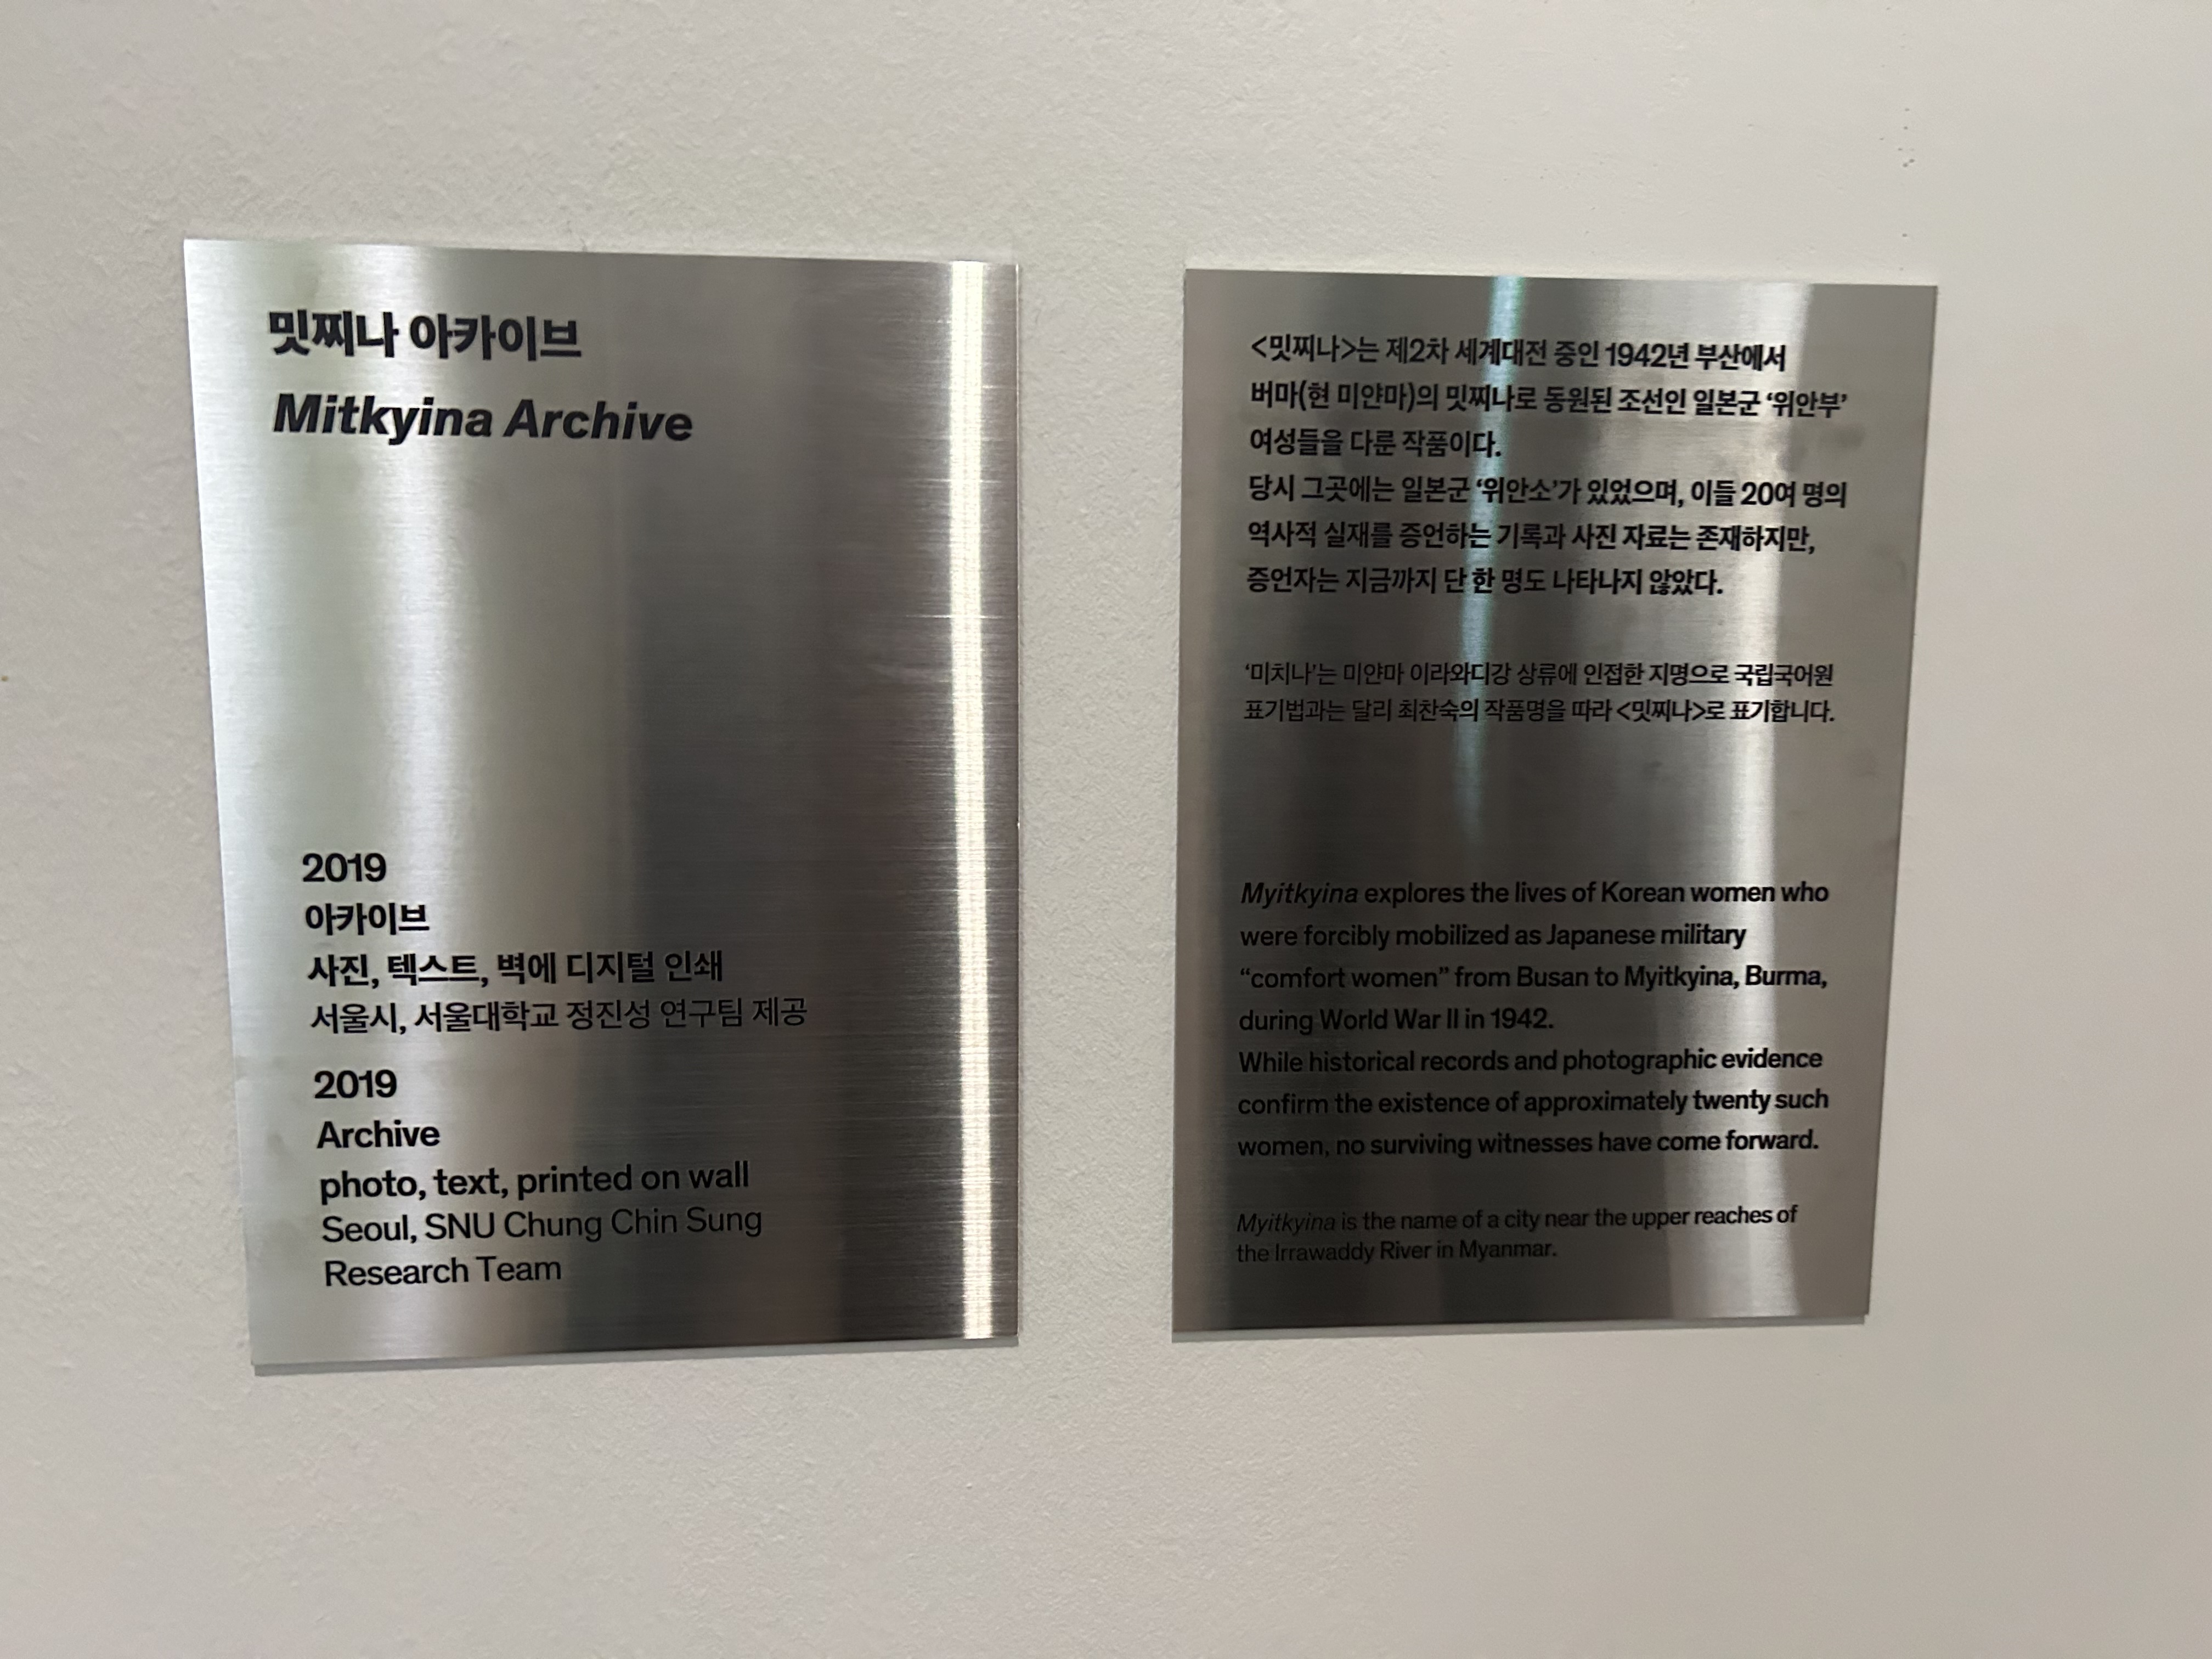 밋찌나 아카이브
Mitkyina Archive
2019
아카이브
사진, 텍스트, 벽에 디지털 인쇄
서울시, 서울대학교 정진성 연구팀 제공
2019
Archive
photo, text, printed on wall
Seoul, SNU Chung Chin Sung
Research Team
<밋찌나>는 제2차 세계대전 중인 1942년 부산에서
버마(현 미얀마)의 밋찌나로 동원된 조선인 일본군 ‘위안부’
여성들을 다룬 작품이다.
당시 그곳에는 일본군 ‘위안소’가 있었으며, 이들 20여 명의
역사적 실재를 증언하는 기록과 사진 자료는 존재하지만,
증언자는 지금까지 단 한 명도 나타나지 않았다.
‘미치나’는 미얀마 이라와디강 상류에 인접한 지명으로 국립국어원
표기법과는 달리 최찬숙의 작품명을 따라 <밋찌나>로 표기합니다.
Myitkyina explores the lives of Korean women who
were forcibly mobilized as Japanese military
“comfort women” from Busan to Myitkyina, Burma,
during World War II in 1942.
While historical records and photographic evidence
confirm the existence of approximately twenty such
women, no surviving witnesses have come forward.
Myitkyina is the name of a city near the upper reaches of
the Irrawaddy River in Myanmar.